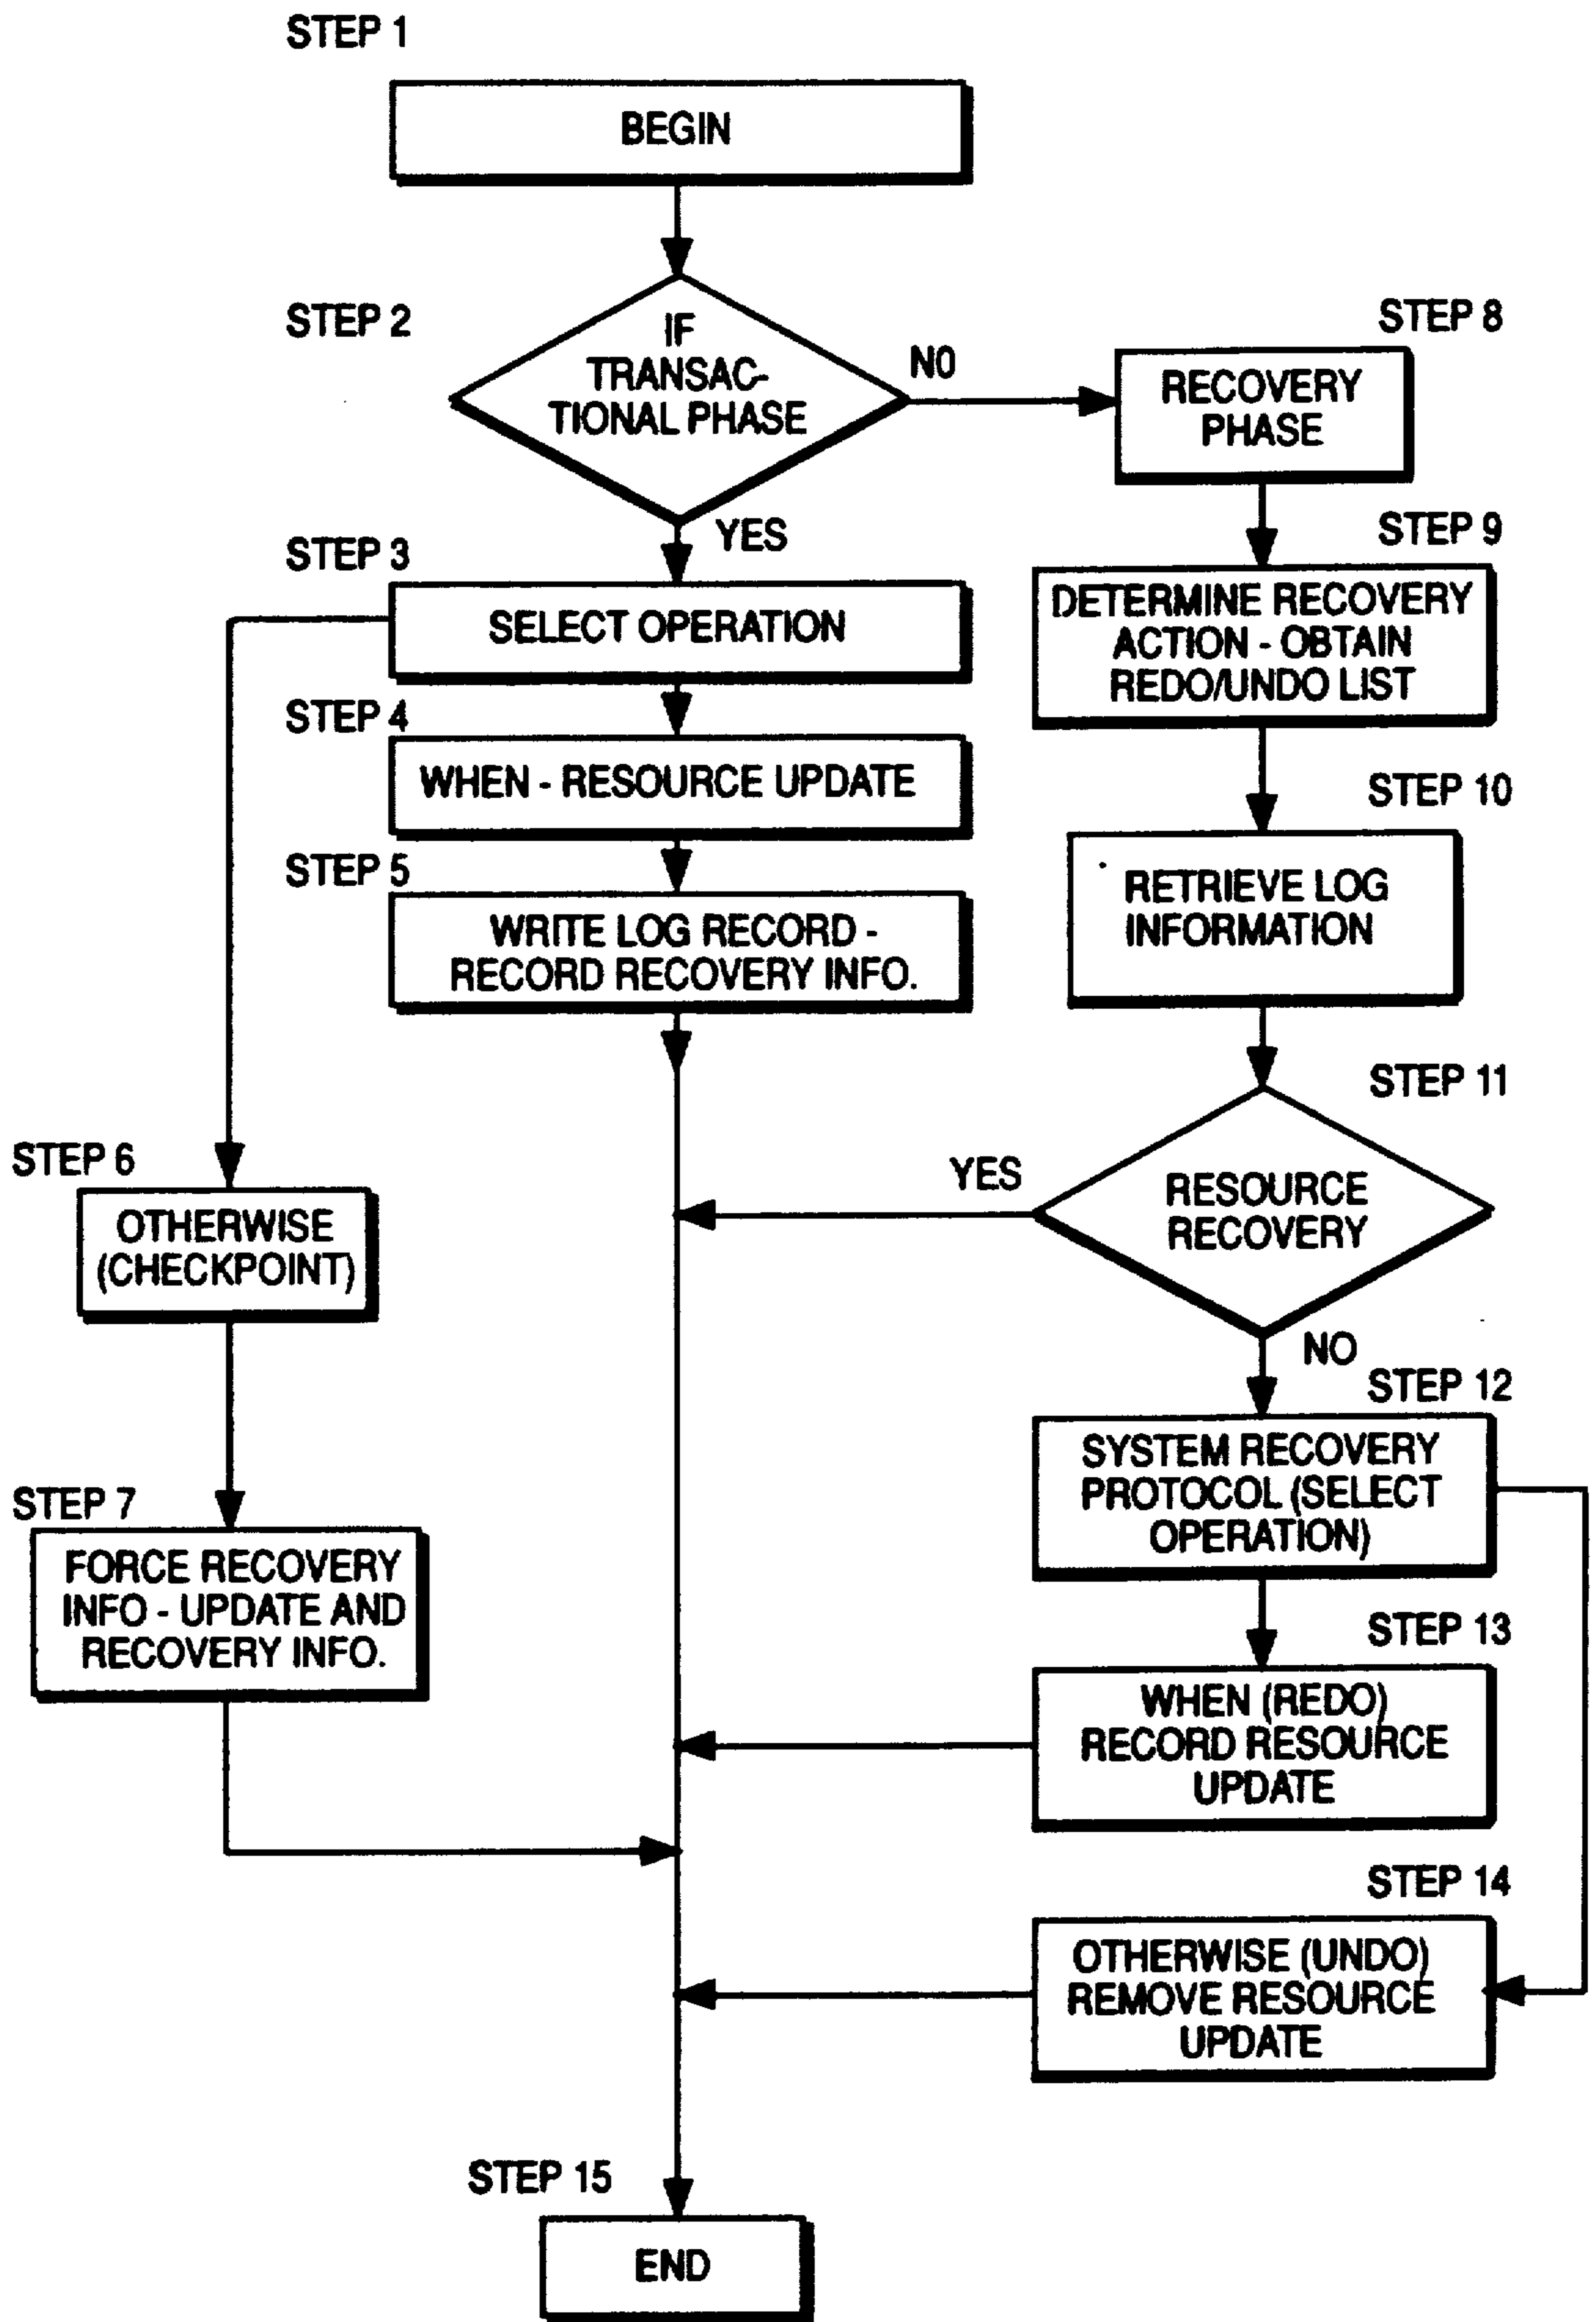 STEP 1
BEGIN
STEP 2
IF
TRANSAC-
TIONAL PHASE
NO
YES
STEP 3
SELECT OPERATION
STEP 4
WHEN - RESOURCE UPDATE
STEP 5
WRITE LOG RECORD -
RECORD RECOVERY INFO.
STEP 6
OTHERWISE
(CHECKPOINT)
STEP 7
FORCE RECOVERY
INFO - UPDATE AND
RECOVERY INFO.
STEP 8
RECOVERY
PHASE
STEP 9
DETERMINE RECOVERY
ACTION - OBTAIN
REDO/UNDO LIST
STEP 10
RETRIEVE LOG
INFORMATION
STEP 11
YES
RESOURCE
RECOVERY
NO
STEP 12
SYSTEM RECOVERY
PROTOCOL (SELECT
OPERATION)
STEP 13
WHEN (REDO)
RECORD RESOURCE
UPDATE
STEP 14
OTHERWISE (UNDO)
REMOVE RESOURCE
UPDATE
STEP 15
END